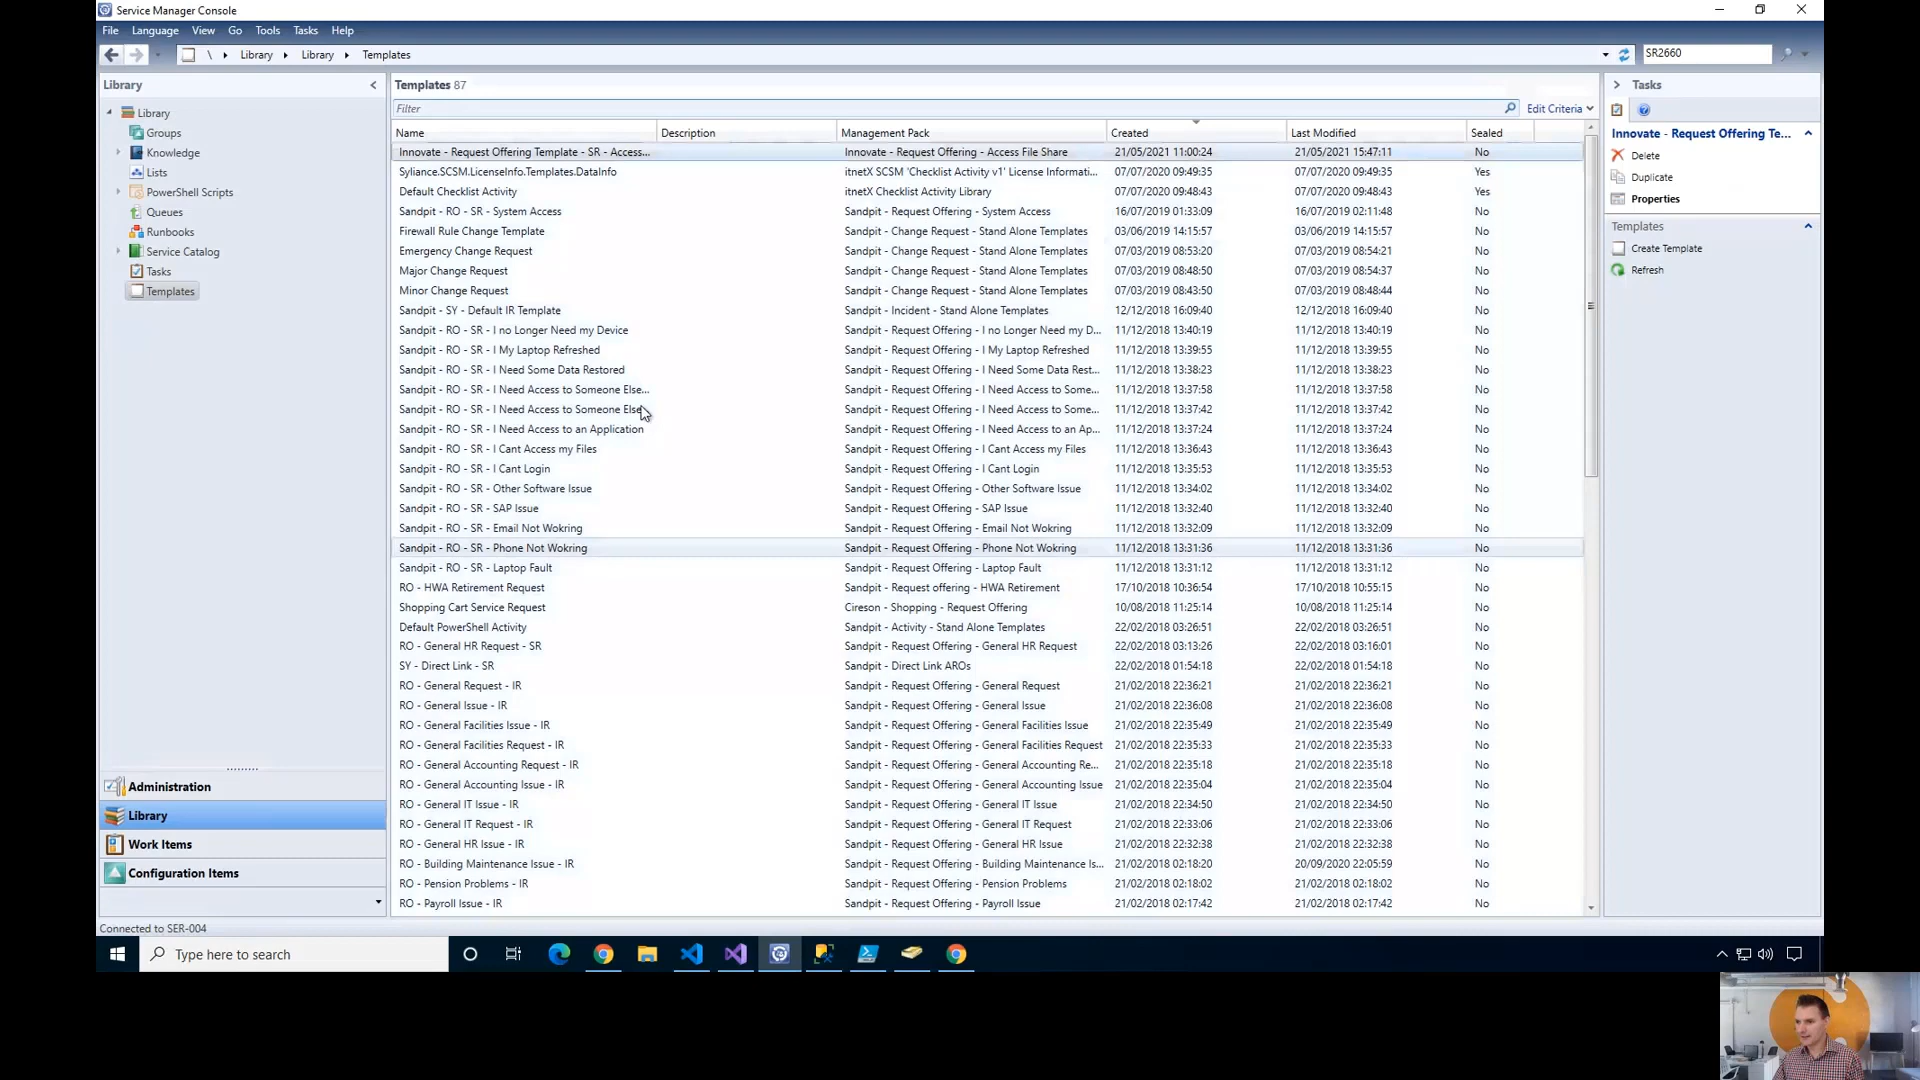 Service Manager Console
File Language View Go Tools Tasks Help
\ Library Library Templates SR2660
Library
Library
Groups
Knowledge
Lists
PowerShell Scripts
Queues
Runbooks
Service Catalog
Tasks
Templates
Administration
Library
Work Items
Configuration Items
Templates 87
Filter Edit Criteria
Name Description Management Pack Created Last Modified Sealed
Innovate - Request Offering Template - SR - Access... Innovate - Request Offering - Access File Share 21/05/2021 11:00:24 21/05/2021 15:47:11 No
Syliance.SCSM.LicenseInfo.Templates.DataInfo itnetX SCSM 'Checklist Activity v1' License Informati... 07/07/2020 09:49:35 07/07/2020 09:49:35 Yes
Default Checklist Activity itnetX Checklist Activity Library 07/07/2020 09:48:43 07/07/2020 09:48:43 Yes
Sandpit - RO - SR - System Access Sandpit - Request Offering - System Access 16/07/2019 01:33:09 16/07/2019 02:11:48 No
Firewall Rule Change Template Sandpit - Change Request - Stand Alone Templates 03/06/2019 14:15:57 03/06/2019 14:15:57 No
Emergency Change Request Sandpit - Change Request - Stand Alone Templates 07/03/2019 08:53:20 07/03/2019 08:54:21 No
Major Change Request Sandpit - Change Request - Stand Alone Templates 07/03/2019 08:48:50 07/03/2019 08:54:37 No
Minor Change Request Sandpit - Change Request - Stand Alone Templates 07/03/2019 08:43:50 07/03/2019 08:48:44 No
Sandpit - SY - Default IR Template Sandpit - Incident - Stand Alone Templates 12/12/2018 16:09:40 12/12/2018 16:09:40 No
Sandpit - RO - SR - I no Longer Need my Device Sandpit - Request Offering - I no Longer Need my D... 11/12/2018 13:40:19 11/12/2018 13:40:19 No
Sandpit - RO - SR - I My Laptop Refreshed Sandpit - Request Offering - I My Laptop Refreshed 11/12/2018 13:39:55 11/12/2018 13:39:55 No
Sandpit - RO - SR - I Need Some Data Restored Sandpit - Request Offering - I Need Some Data Rest... 11/12/2018 13:38:23 11/12/2018 13:38:23 No
Sandpit - RO - SR - I Need Access to Someone Else... Sandpit - Request Offering - I Need Access to Some... 11/12/2018 13:37:58 11/12/2018 13:37:58 No
Sandpit - RO - SR - I Need Access to Someone Else Sandpit - Request Offering - I Need Access to Some... 11/12/2018 13:37:42 11/12/2018 13:37:42 No
Sandpit - RO - SR - I Need Access to an Application Sandpit - Request Offering - I Need Access to an Ap... 11/12/2018 13:37:24 11/12/2018 13:37:24 No
Sandpit - RO - SR - I Cant Access my Files Sandpit - Request Offering - I Cant Access my Files 11/12/2018 13:36:43 11/12/2018 13:36:43 No
Sandpit - RO - SR - I Cant Login Sandpit - Request Offering - I Cant Login 11/12/2018 13:35:53 11/12/2018 13:35:53 No
Sandpit - RO - SR - Other Software Issue Sandpit - Request Offering - Other Software Issue 11/12/2018 13:34:02 11/12/2018 13:34:02 No
Sandpit - RO - SR - SAP Issue Sandpit - Request Offering - SAP Issue 11/12/2018 13:32:40 11/12/2018 13:32:40 No
Sandpit - RO - SR - Email Not Wokring Sandpit - Request Offering - Email Not Wokring 11/12/2018 13:32:09 11/12/2018 13:32:09 No
Sandpit - RO - SR - Phone Not Wokring Sandpit - Request Offering - Phone Not Wokring 11/12/2018 13:31:36 11/12/2018 13:31:36 No
Sandpit - RO - SR - Laptop Fault Sandpit - Request Offering - Laptop Fault 11/12/2018 13:31:12 11/12/2018 13:31:12 No
RO - HWA Retirement Request Sandpit - Request offering - HWA Retirement 17/10/2018 10:36:54 17/10/2018 10:55:15 No
Shopping Cart Service Request Cireson - Shopping - Request Offering 10/08/2018 11:25:14 10/08/2018 11:25:14 No
Default PowerShell Activity Sandpit - Activity - Stand Alone Templates 22/02/2018 03:26:51 22/02/2018 03:26:51 No
RO - General HR Request - SR Sandpit - Request Offering - General HR Request 22/02/2018 03:13:26 22/02/2018 03:16:01 No
SY - Direct Link - SR Sandpit - Direct Link AROs 22/02/2018 01:54:18 22/02/2018 01:54:18 No
RO - General Request - IR Sandpit - Request Offering - General Request 21/02/2018 22:36:21 21/02/2018 22:36:21 No
RO - General Issue - IR Sandpit - Request Offering - General Issue 21/02/2018 22:36:08 21/02/2018 22:36:08 No
RO - General Facilities Issue - IR Sandpit - Request Offering - General Facilities Issue 21/02/2018 22:35:49 21/02/2018 22:35:49 No
RO - General Facilities Request - IR Sandpit - Request Offering - General Facilities Request 21/02/2018 22:35:33 21/02/2018 22:35:33 No
RO - General Accounting Request - IR Sandpit - Request Offering - General Accounting Re... 21/02/2018 22:35:18 21/02/2018 22:35:18 No
RO - General Accounting Issue - IR Sandpit - Request Offering - General Accounting Issue 21/02/2018 22:35:04 21/02/2018 22:35:04 No
RO - General IT Issue - IR Sandpit - Request Offering - General IT Issue 21/02/2018 22:34:50 21/02/2018 22:34:50 No
RO - General IT Request - IR Sandpit - Request Offering - General IT Request 21/02/2018 22:33:06 21/02/2018 22:33:06 No
RO - General HR Issue - IR Sandpit - Request Offering - General HR Issue 21/02/2018 22:32:38 21/02/2018 22:32:38 No
RO - Building Maintenance Issue - IR Sandpit - Request Offering - Building Maintenance Is... 21/02/2018 02:18:20 20/09/2020 22:05:59 No
RO - Pension Problems - IR Sandpit - Request Offering - Pension Problems 21/02/2018 02:18:02 21/02/2018 02:18:02 No
RO - Payroll Issue - IR Sandpit - Request Offering - Payroll Issue 21/02/2018 02:17:42 21/02/2018 02:17:42 No
Tasks
Innovate - Request Offering Te...
Delete
Duplicate
Properties
Templates
Create Template
Refresh
Connected to SER-004
Type here to search